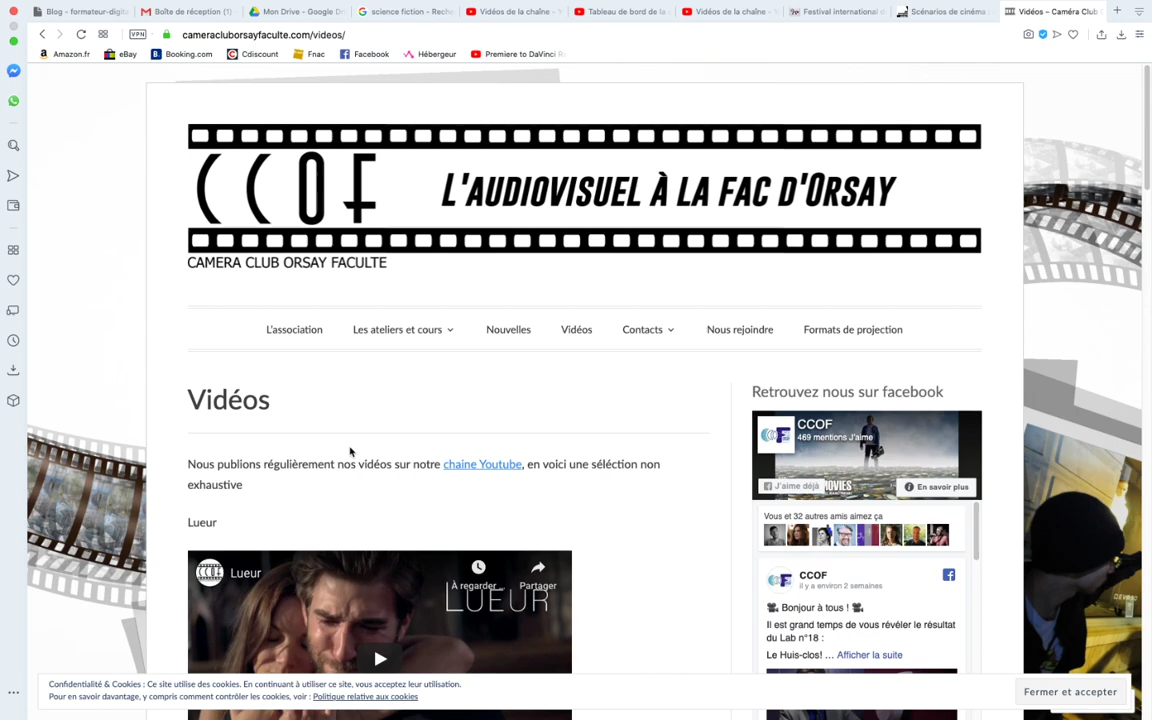 Blog – formateur-digita
Boîte de réception (1)
Mon Drive – Google Dr
science fiction – Reche
Vidéos de la chaîne – Y
Tableau de bord de la c
Vidéos de la chaîne – Y
Festival international d
Scénarios de cinéma :
Vidéos – Caméra Club O
VPN
cameracluborsayfaculte.com/videos/
Amazon.fr
eBay
Booking.com
Cdiscount
Fnac
Facebook
Hébergeur
Premiere to DaVinci Re
CCOF
L'AUDIOVISUEL À LA FAC D'ORSAY
CAMERA CLUB ORSAY FACULTE
L'association
Les ateliers et cours
Nouvelles
Vidéos
Contacts
Nous rejoindre
Formats de projection
Vidéos
Nous publions régulièrement nos vidéos sur notre chaine Youtube, en voici une séléction non
exhaustive
Lueur
Lueur
À regarder ...
Partager
LUEUR
Retrouvez nous sur facebook
CCOF
469 mentions J'aime
J'aime déjà
MOVIES
En savoir plus
Vous et 32 autres amis aimez ça
CCOF
il y a environ 2 semaines
Bonjour à tous !
Il est grand temps de vous révéler le résultat
du Lab n°18 :
Le Huis-clos! ... Afficher la suite
Confidentialité & Cookies : Ce site utilise des cookies. En continuant à utiliser ce site, vous acceptez leur utilisation.
Pour en savoir davantage, y compris comment contrôler les cookies, voir : Politique relative aux cookies
Fermer et accepter